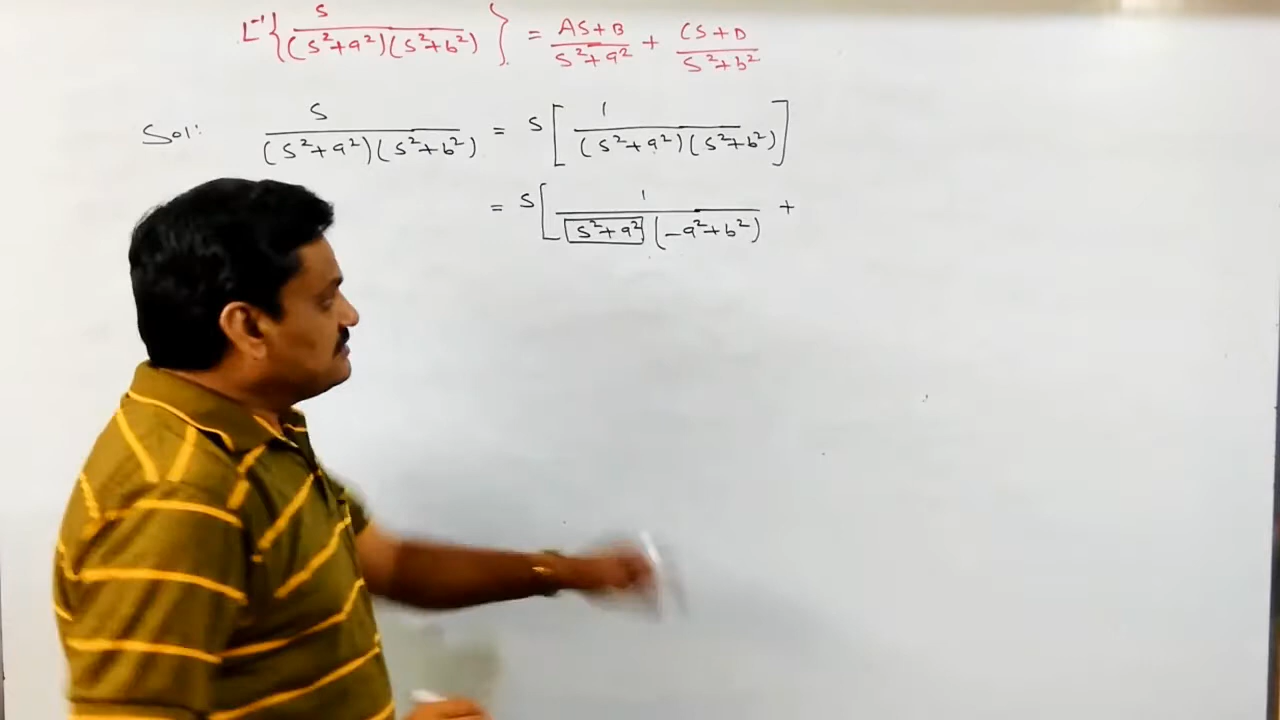 L⁻¹{ s / (s²+a²)(s²+b²) } = As+B / s²+a² + Cs+D / s²+b²
Sol: s / (s²+a²)(s²+b²) = s [ 1 / (s²+a²)(s²+b²) ]
= s [ 1 / s²+a² (-a²+b²) +